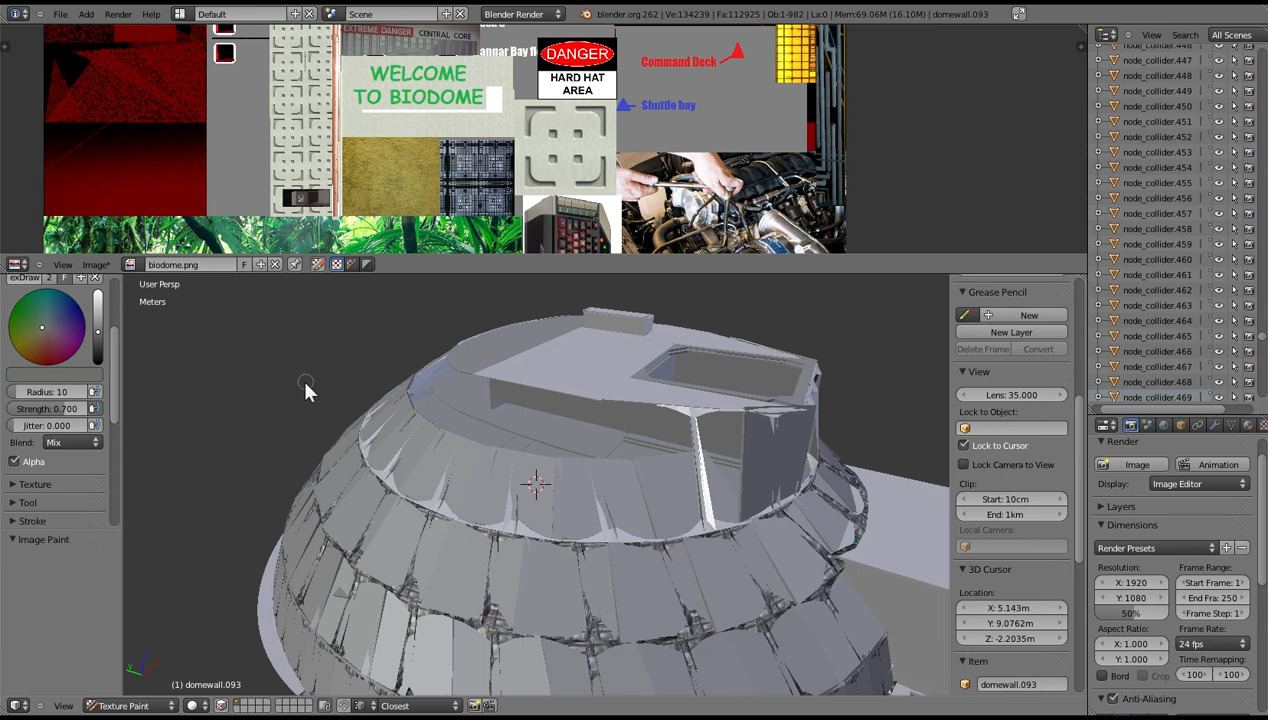 File Add Render Help Default Scene Blender Render blender.org 262 | Ve:134239 | Fa:112925 | Ob:1-982 | La:0 | Mem:69.06M (16.10M) | domewall.093
EXTREME DANGER CENTRAL CORE
angar Bay fl
WELCOME
TO BIODOME
DANGER
HARD HAT
AREA
Command Deck
Shuttle bay
View Image* biodome.png F
exDraw 2 F
Radius: 10
Strength: 0.700
Jitter: 0.000
Blend: Mix
Alpha
Texture
Tool
Stroke
Image Paint
User Persp
Meters
(1) domewall.093
View Texture Paint Closest
Grease Pencil
New
New Layer
Delete Frame Convert
View
Lens: 35.000
Lock to Object:
Lock to Cursor
Lock Camera to View
Clip:
Start: 10cm
End: 1km
Local Camera:
3D Cursor
Location:
X: 5.143m
Y: 9.0762m
Z: -2.2035m
Item
domewall.093
View Search All Scenes
node_collider.446
node_collider.447
node_collider.448
node_collider.449
node_collider.450
node_collider.451
node_collider.452
node_collider.453
node_collider.454
node_collider.455
node_collider.456
node_collider.457
node_collider.458
node_collider.459
node_collider.460
node_collider.461
node_collider.462
node_collider.463
node_collider.464
node_collider.465
node_collider.466
node_collider.467
node_collider.468
node_collider.469
Render
Image Animation
Display: Image Editor
Layers
Dimensions
Render Presets
Resolution: Frame Range:
X: 1920 Start Frame: 1
Y: 1080 End Fra: 250
50% Frame Step: 1
Aspect Ratio: Frame Rate:
X: 1.000 24 fps
Y: 1.000 Time Remapping:
Bord Crop 100 100
Anti-Aliasing